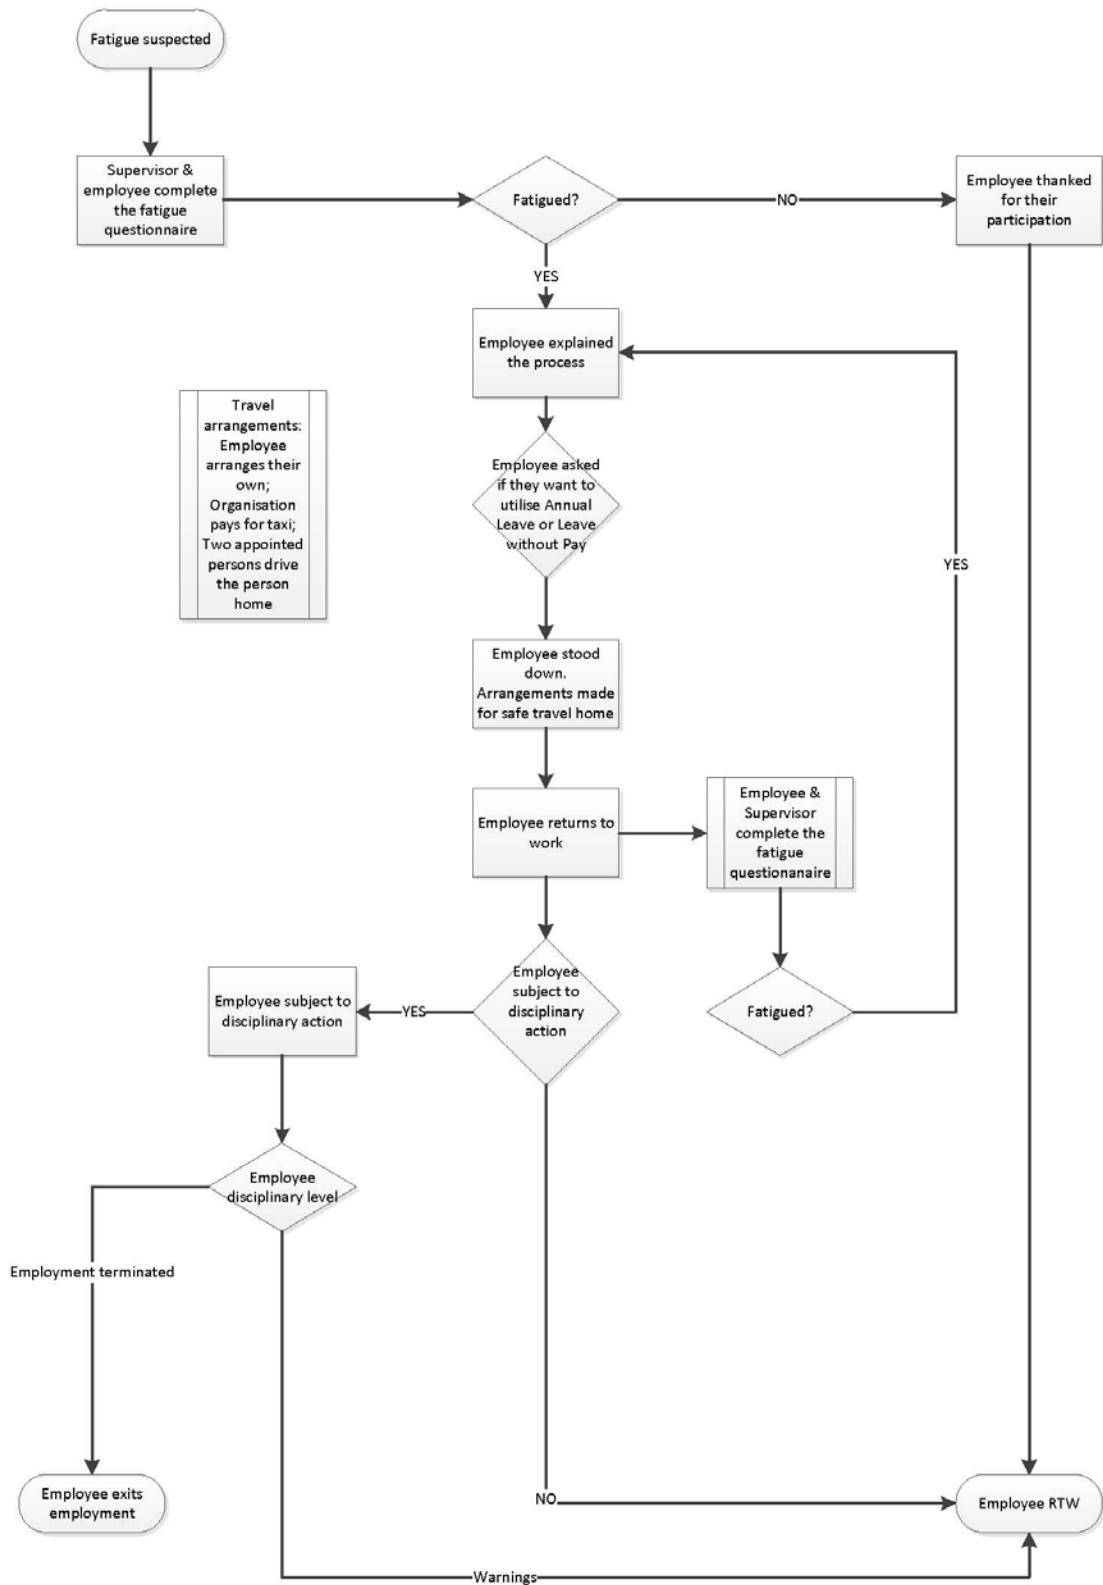 Fatigue suspected
Supervisor &
employee complete
the fatigue
questionnaire
Fatigued?
NO
Employee thanked
for their
participation
YES
Employee explained
the process
Travel
arrangements:
Employee
arranges their
own;
Organisation
pays for taxi;
Two appointed
persons drive
the person
home
Employee asked
if they want to
utilise Annual
Leave or Leave
without Pay
YES
Employee stood
down.
Arrangements made
for safe travel home
Employee returns to
work
Employee &
Supervisor
complete the
fatigue
questionanaire
Employee subject to
disciplinary action
YES
Employee
subject to
disciplinary
action
Fatigued?
Employee
disciplinary level
Employment terminated
Employee exits
employment
NO
Employee RTW
Warnings